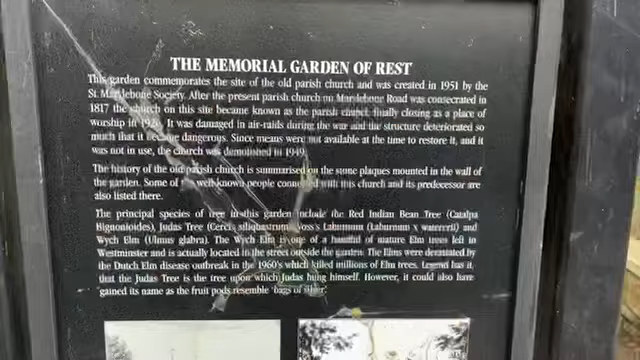 THE MEMORIAL GARDEN OF REST
This garden commemorates the site of the old parish church and was created in 1951 by the
St. Marylebone Society. After the present parish church on Marylebone Road was consecrated in
1817 the church on this site became known as the parish chapel, finally closing as a place of
worship in 192 . It was damaged in air-raids during the war and the structure deteriorated so
much that it became dangerous. Since means were not available at the time to restore it, and it
was not in use, the church was demolished in 1949.
The history of the old parish church is summarised on the stone plaques mounted in the wall of
the garden. Some of the well-known people connected with this church and its predecessor are
also listed there.
The principal species of tree in this garden include the Red Indian Bean Tree (Catalpa
Bignonioides), Judas Tree (Cercis siliquastrum), Voss's Laburnum (Laburnum x watereri) and
Wych Elm (Ulmus glabra). The Wych Elm is one of a handful of mature Elm trees left in
Westminster and is actually located in the street outside the garden. The Elms were devastated by
the Dutch Elm disease outbreak in the 1960's which killed millions of Elm trees. Legend has it,
that the Judas Tree is the tree upon which Judas hung himself. However, it could also have
gained its name as the fruit pods resemble 'bags of silver'.